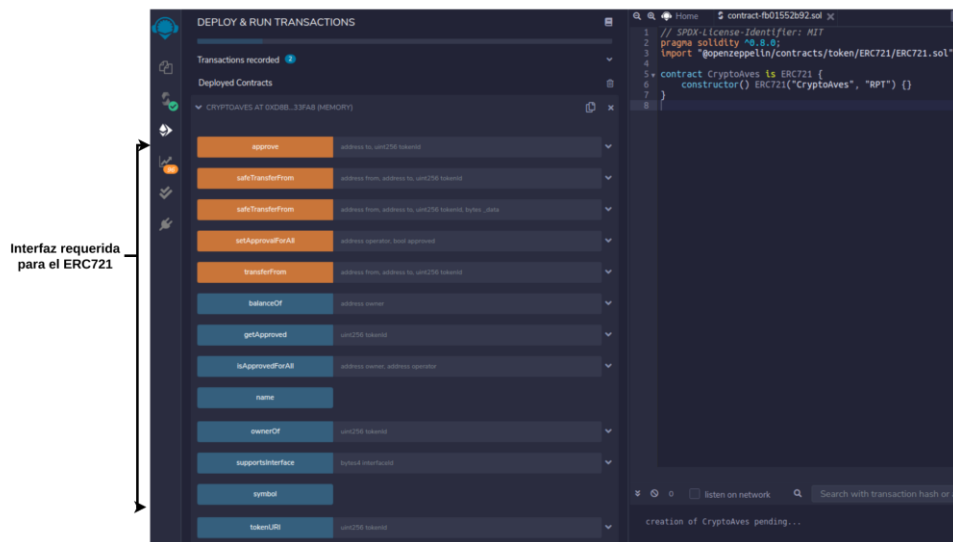 Interfaz requerida
para el ERC721
DEPLOY & RUN TRANSACTIONS
Transactions recorded 2
Deployed Contracts
CRYPTOAVES AT 0XD8B...33FA8 (MEMORY)
approve address to, uint256 tokenId
safeTransferFrom address from, address to, uint256 tokenId
safeTransferFrom address from, address to, uint256 tokenId, bytes _data
setApprovalForAll address operator, bool approved
transferFrom address from, address to, uint256 tokenId
balanceOf address owner
getApproved uint256 tokenId
isApprovedForAll address owner, address operator
name
ownerOf uint256 tokenId
supportsInterface bytes4 interfaceId
symbol
tokenURI uint256 tokenId
Home contract-fb01552b92.sol
1 // SPDX-License-Identifier: MIT
2 pragma solidity ^0.8.0;
3 import "@openzeppelin/contracts/token/ERC721/ERC721.sol"
4
5 contract CryptoAves is ERC721 {
6 constructor() ERC721("CryptoAves", "RPT") {}
7 }
8
0 listen on network Search with transaction hash or
creation of CryptoAves pending...